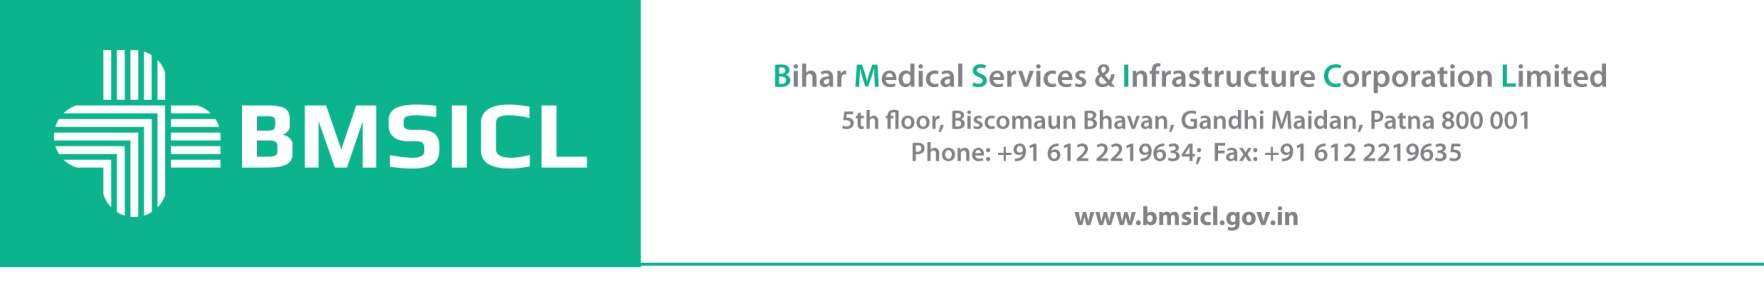 BMSICL
Bihar Medical Services & Infrastructure Corporation Limited
5th floor, Biscomaun Bhavan, Gandhi Maidan, Patna 800 001
Phone: +91 612 2219634; Fax: +91 612 2219635
www.bmsicl.gov.in